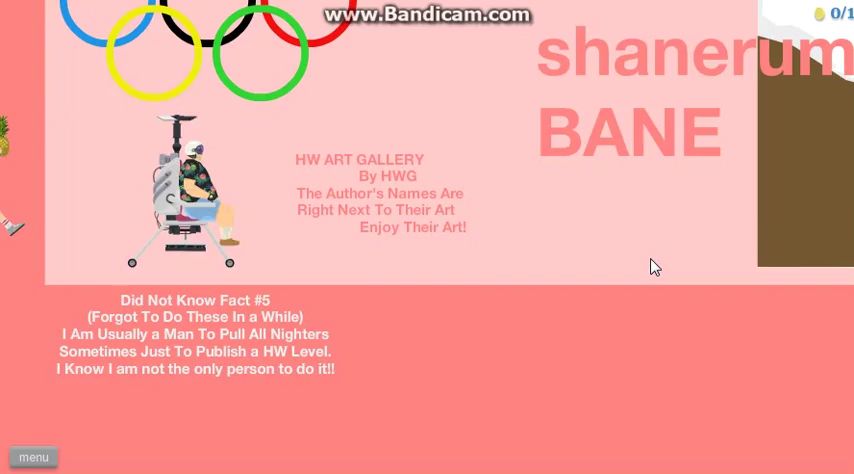 www.Bandicam.com
0/1
shanerum
BANE
HW ART GALLERY
By HWG
The Author's Names Are
Right Next To Their Art
Enjoy Their Art!
Did Not Know Fact #5
(Forgot To Do These In a While)
I Am Usually a Man To Pull All Nighters
Sometimes Just To Publish a HW Level.
I Know I am not the only person to do it!!
menu